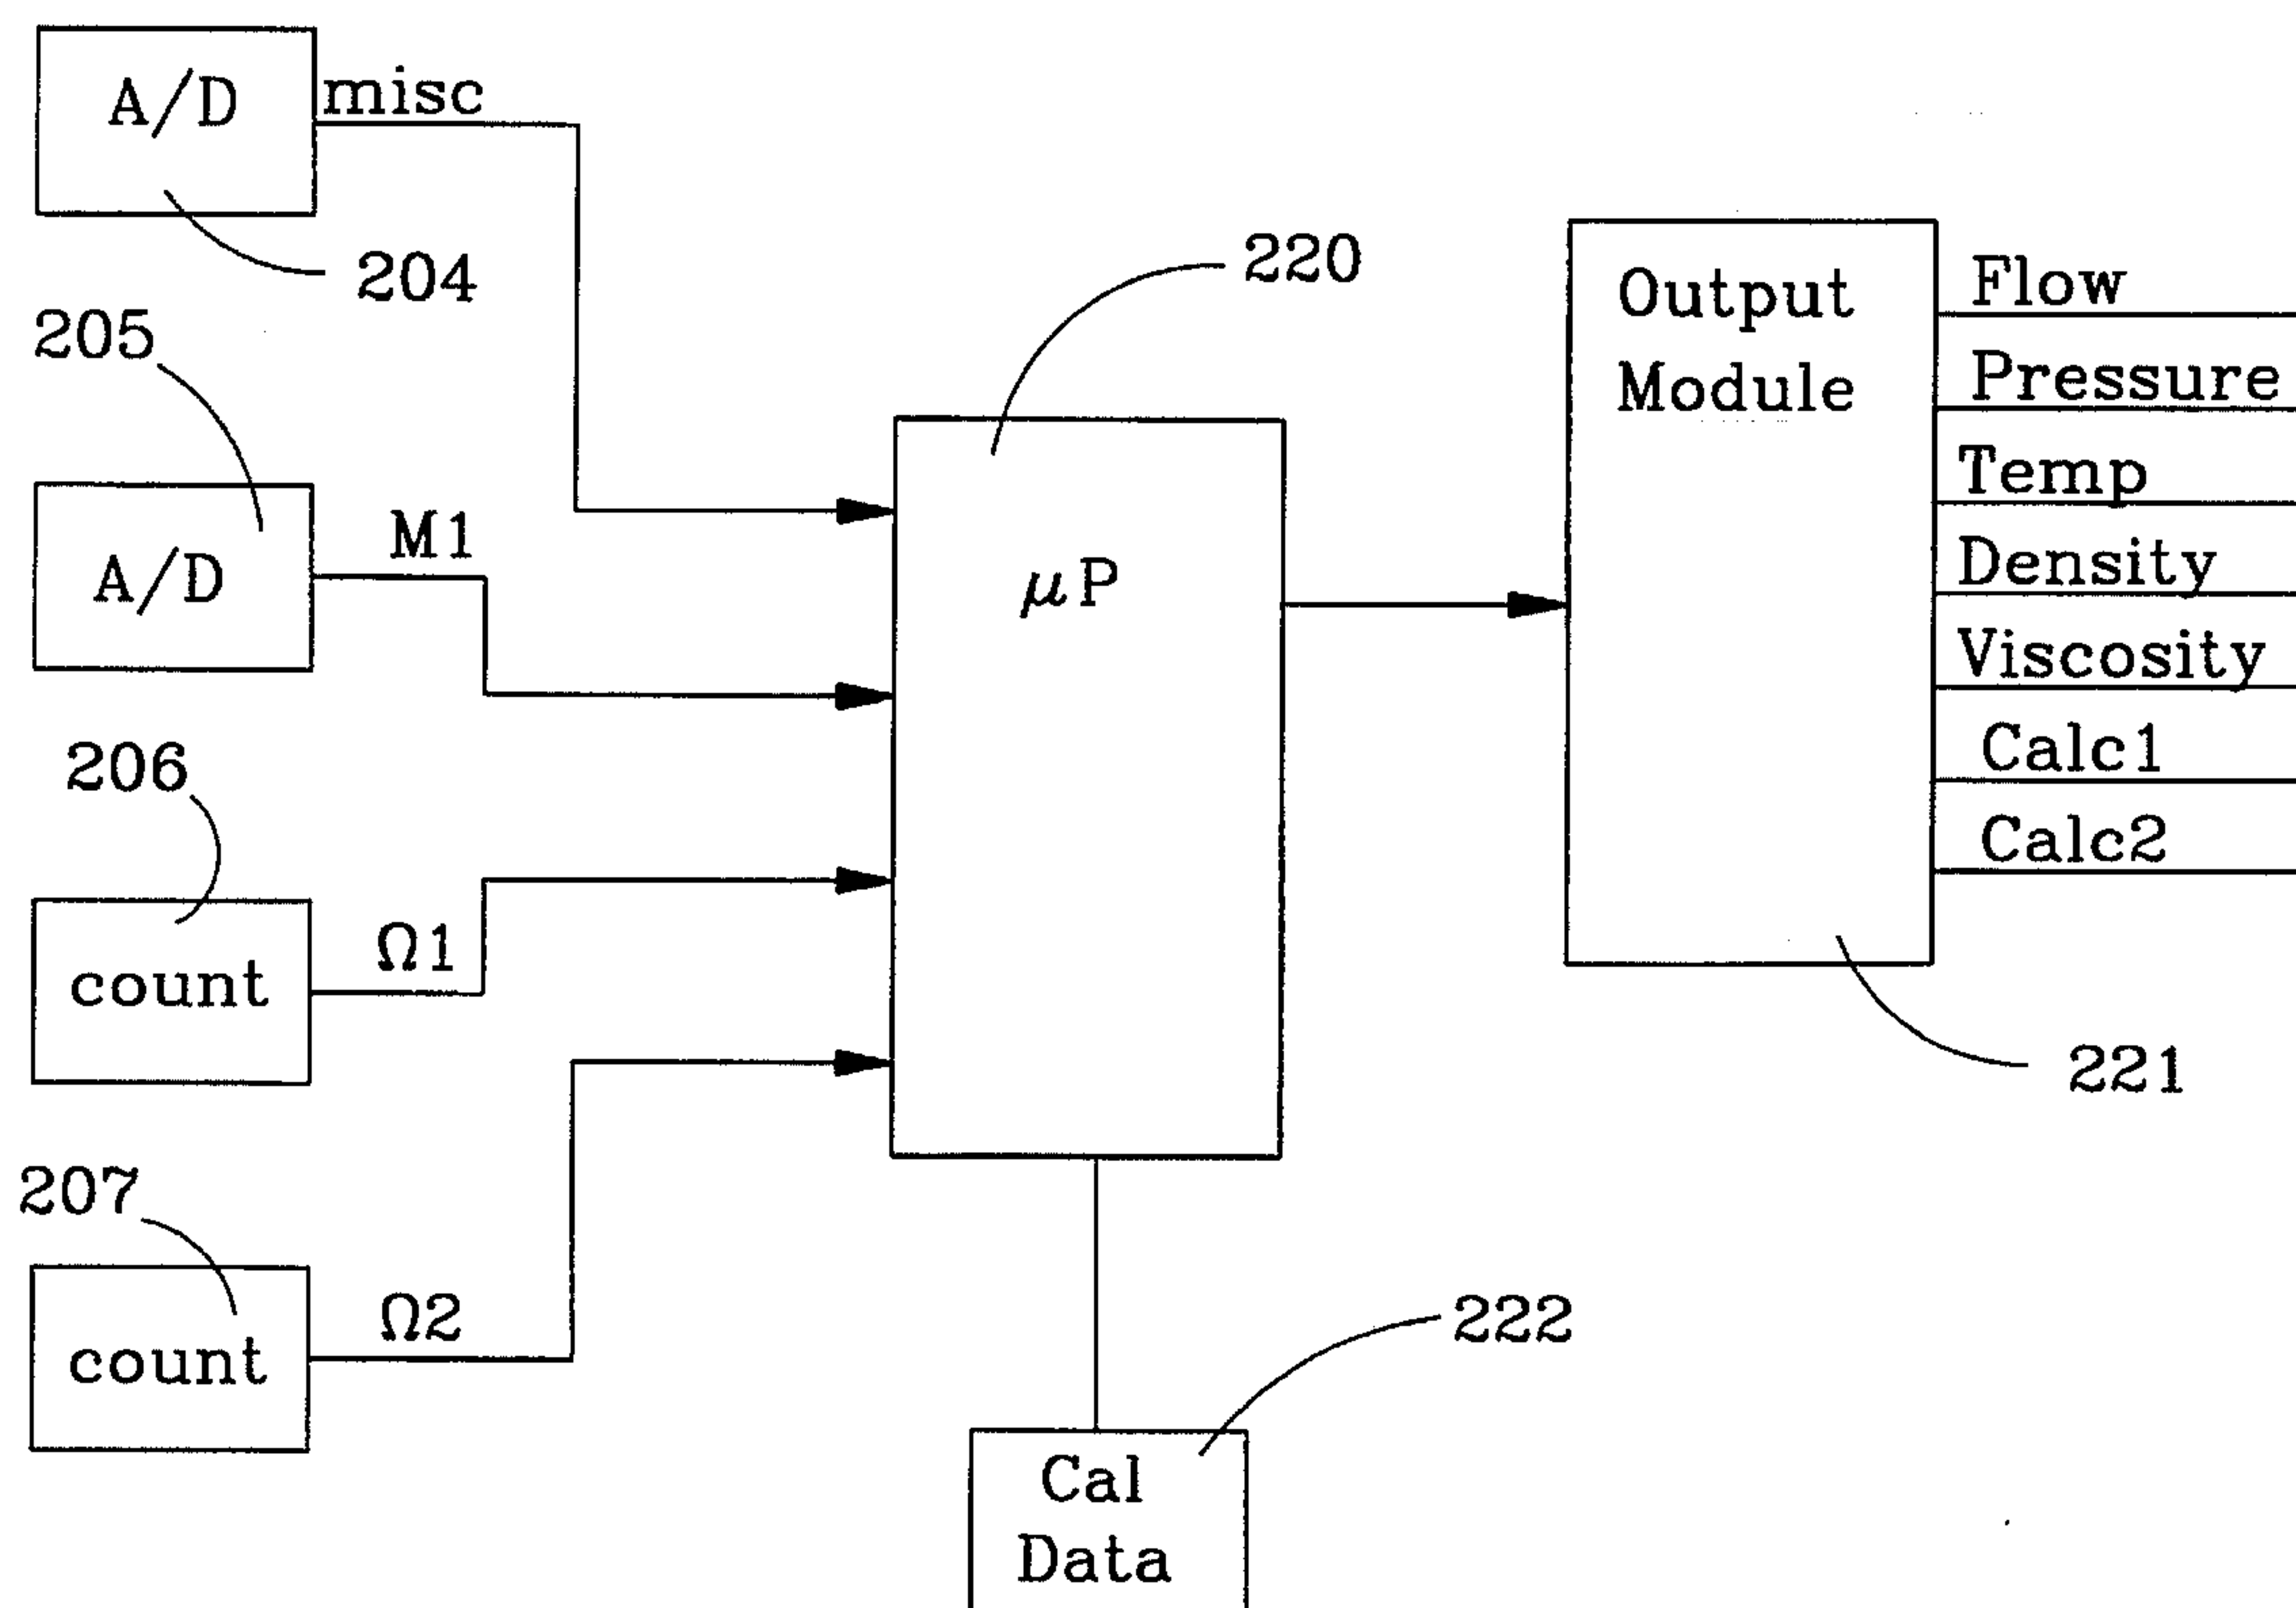 A/D
misc
204
205
A/D
M1
206
count
Ω1
207
count
Ω2
220
μP
Output
Module
Flow
Pressure
Temp
Density
Viscosity
Calc1
Calc2
221
222
Cal
Data